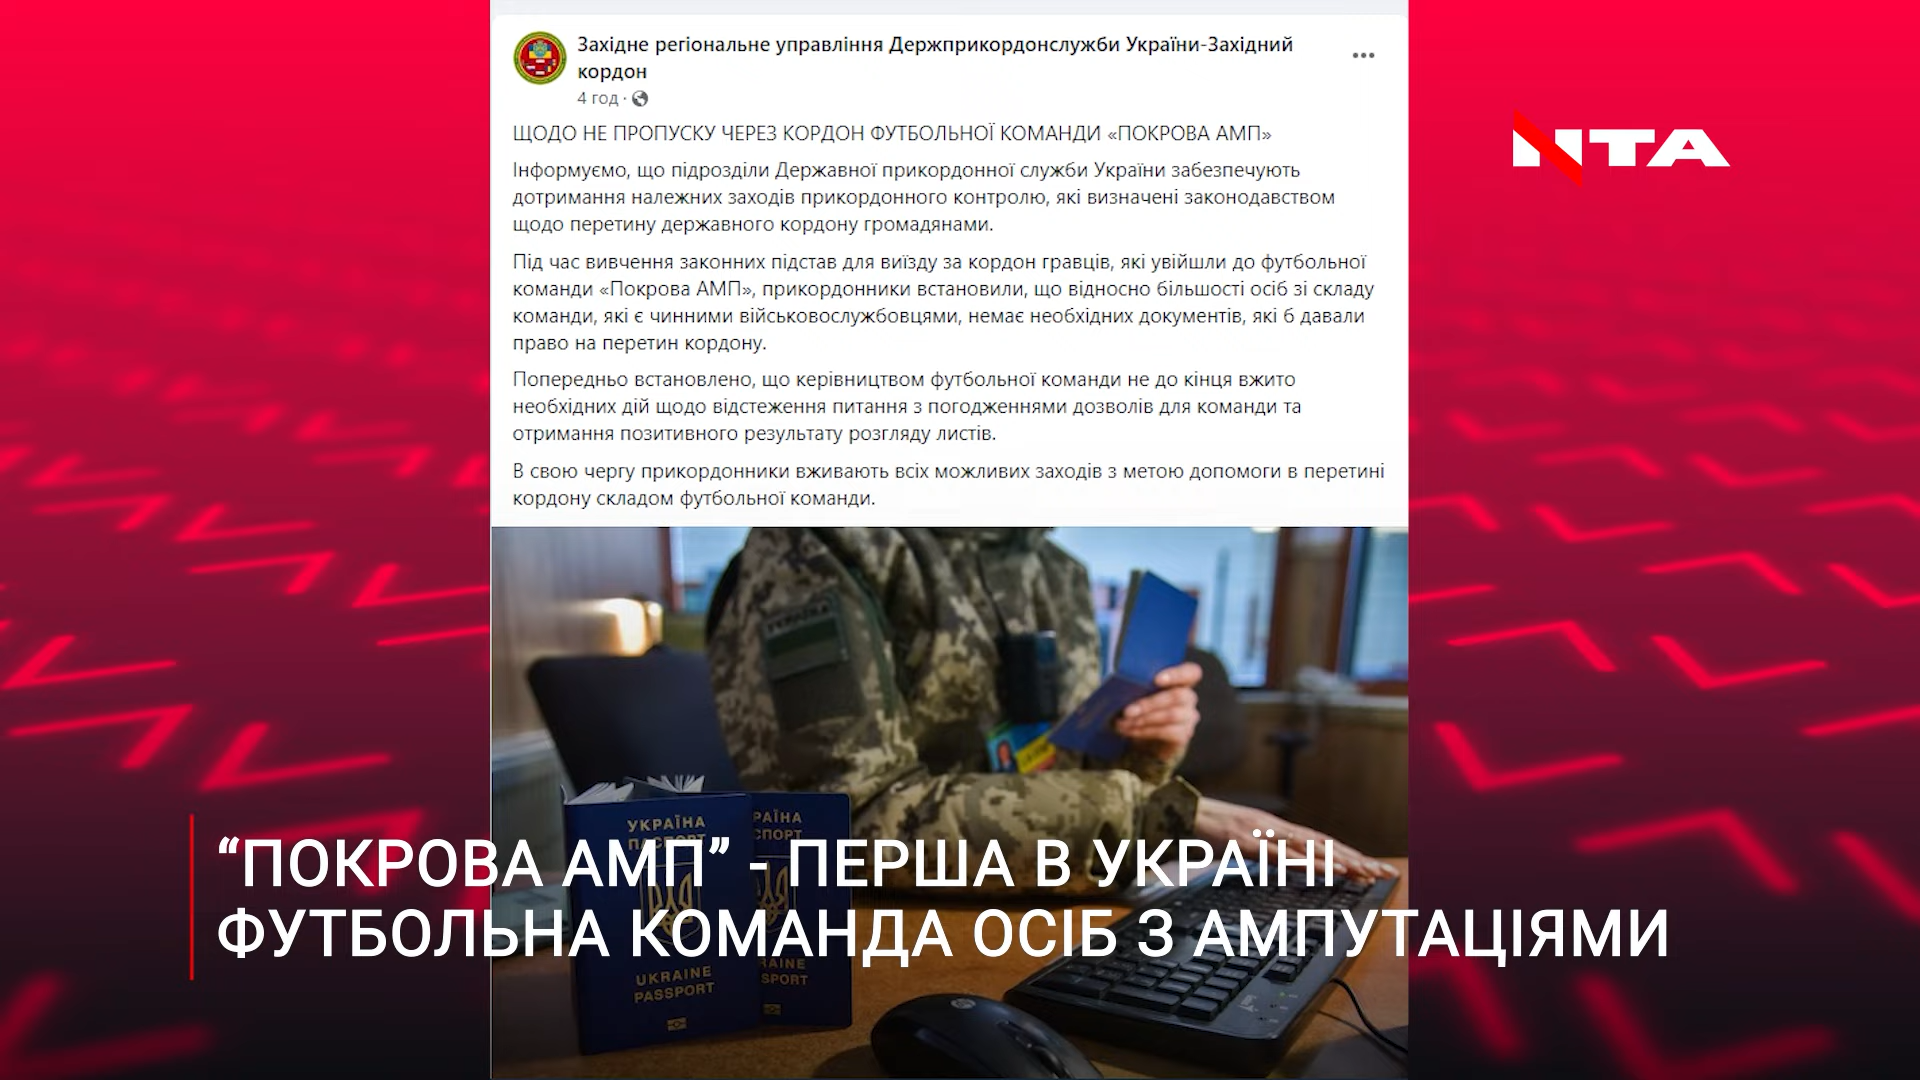 Західне регіональне управління Держприкордонслужби України-Західний
кордон
4 год ·
ЩОДО НЕ ПРОПУСКУ ЧЕРЕЗ КОРДОН ФУТБОЛЬНОЇ КОМАНДИ «ПОКРОВА АМП»
Інформуємо, що підрозділи Державної прикордонної служби України забезпечують
дотримання належних заходів прикордонного контролю, які визначені законодавством
щодо перетину державного кордону громадянами.
Під час вивчення законних підстав для виїзду за кордон гравців, які увійшли до футбольної
команди «Покрова АМП», прикордонники встановили, що відносно більшості осіб зі складу
команди, які є чинними військовослужбовцями, немає необхідних документів, які б давали
право на перетин кордону.
Попередньо встановлено, що керівництвом футбольної команди не до кінця вжито
необхідних дій щодо відстеження питання з погодженнями дозволів для команди та
отримання позитивного результату розгляду листів.
В свою чергу прикордонники вживають всіх можливих заходів з метою допомоги в перетині
кордону складом футбольної команди.
NTA
УКРАЇНА
УКРАЇНА
ПАСПОРТ
РАЇНА
СПОРТ
“ПОКРОВА АМП” - ПЕРША В УКРАЇНІ
ФУТБОЛЬНА КОМАНДА ОСІБ З АМПУТАЦІЯМИ
UKRAINE
PASSPORT
RAINE
SPORT